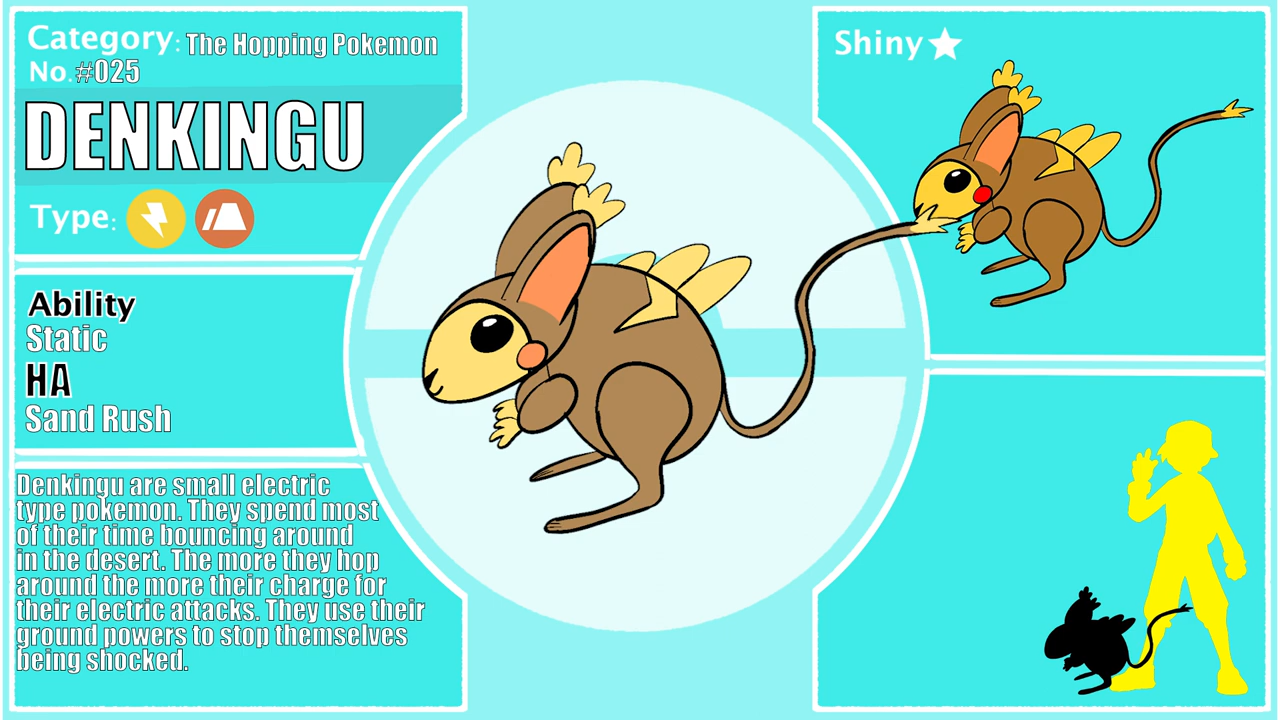 Category: The Hopping Pokemon
No. #025
DENKINGU
Type:
Ability
Static
HA
Sand Rush
Denkingu are small electric
type pokemon. They spend most
of their time bouncing around
in the desert. The more they hop
around the more their charge for
their electric attacks. They use their
ground powers to stop themselves
being shocked.
Shiny